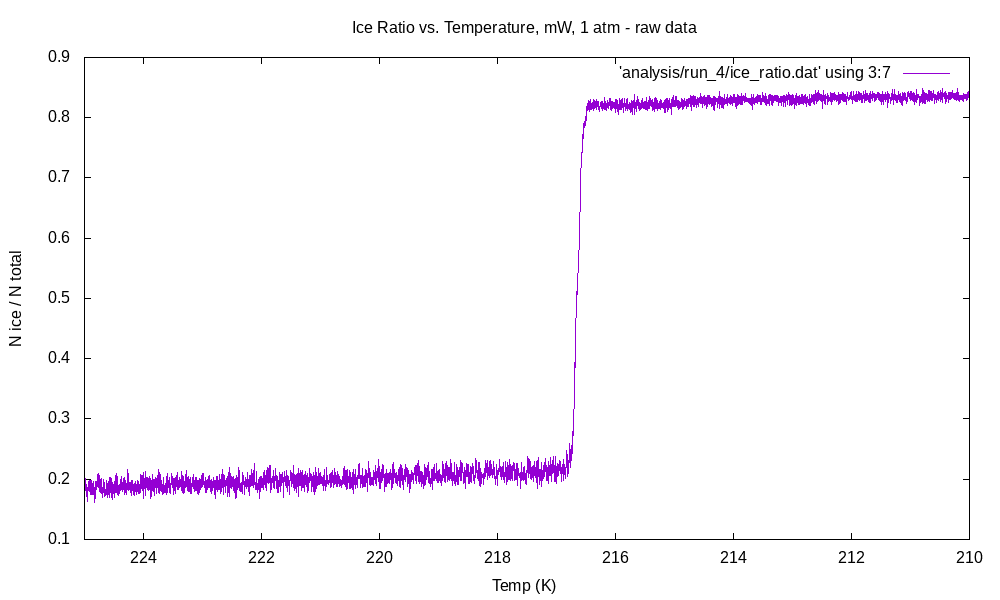 Ice Ratio vs. Temperature, mW, 1 atm - raw data
'analysis/run_4/ice_ratio.dat' using 3:7
N ice / N total
0.9
0.8
0.7
0.6
0.5
0.4
0.3
0.2
0.1
224 222 220 218 216 214 212 210
Temp (K)